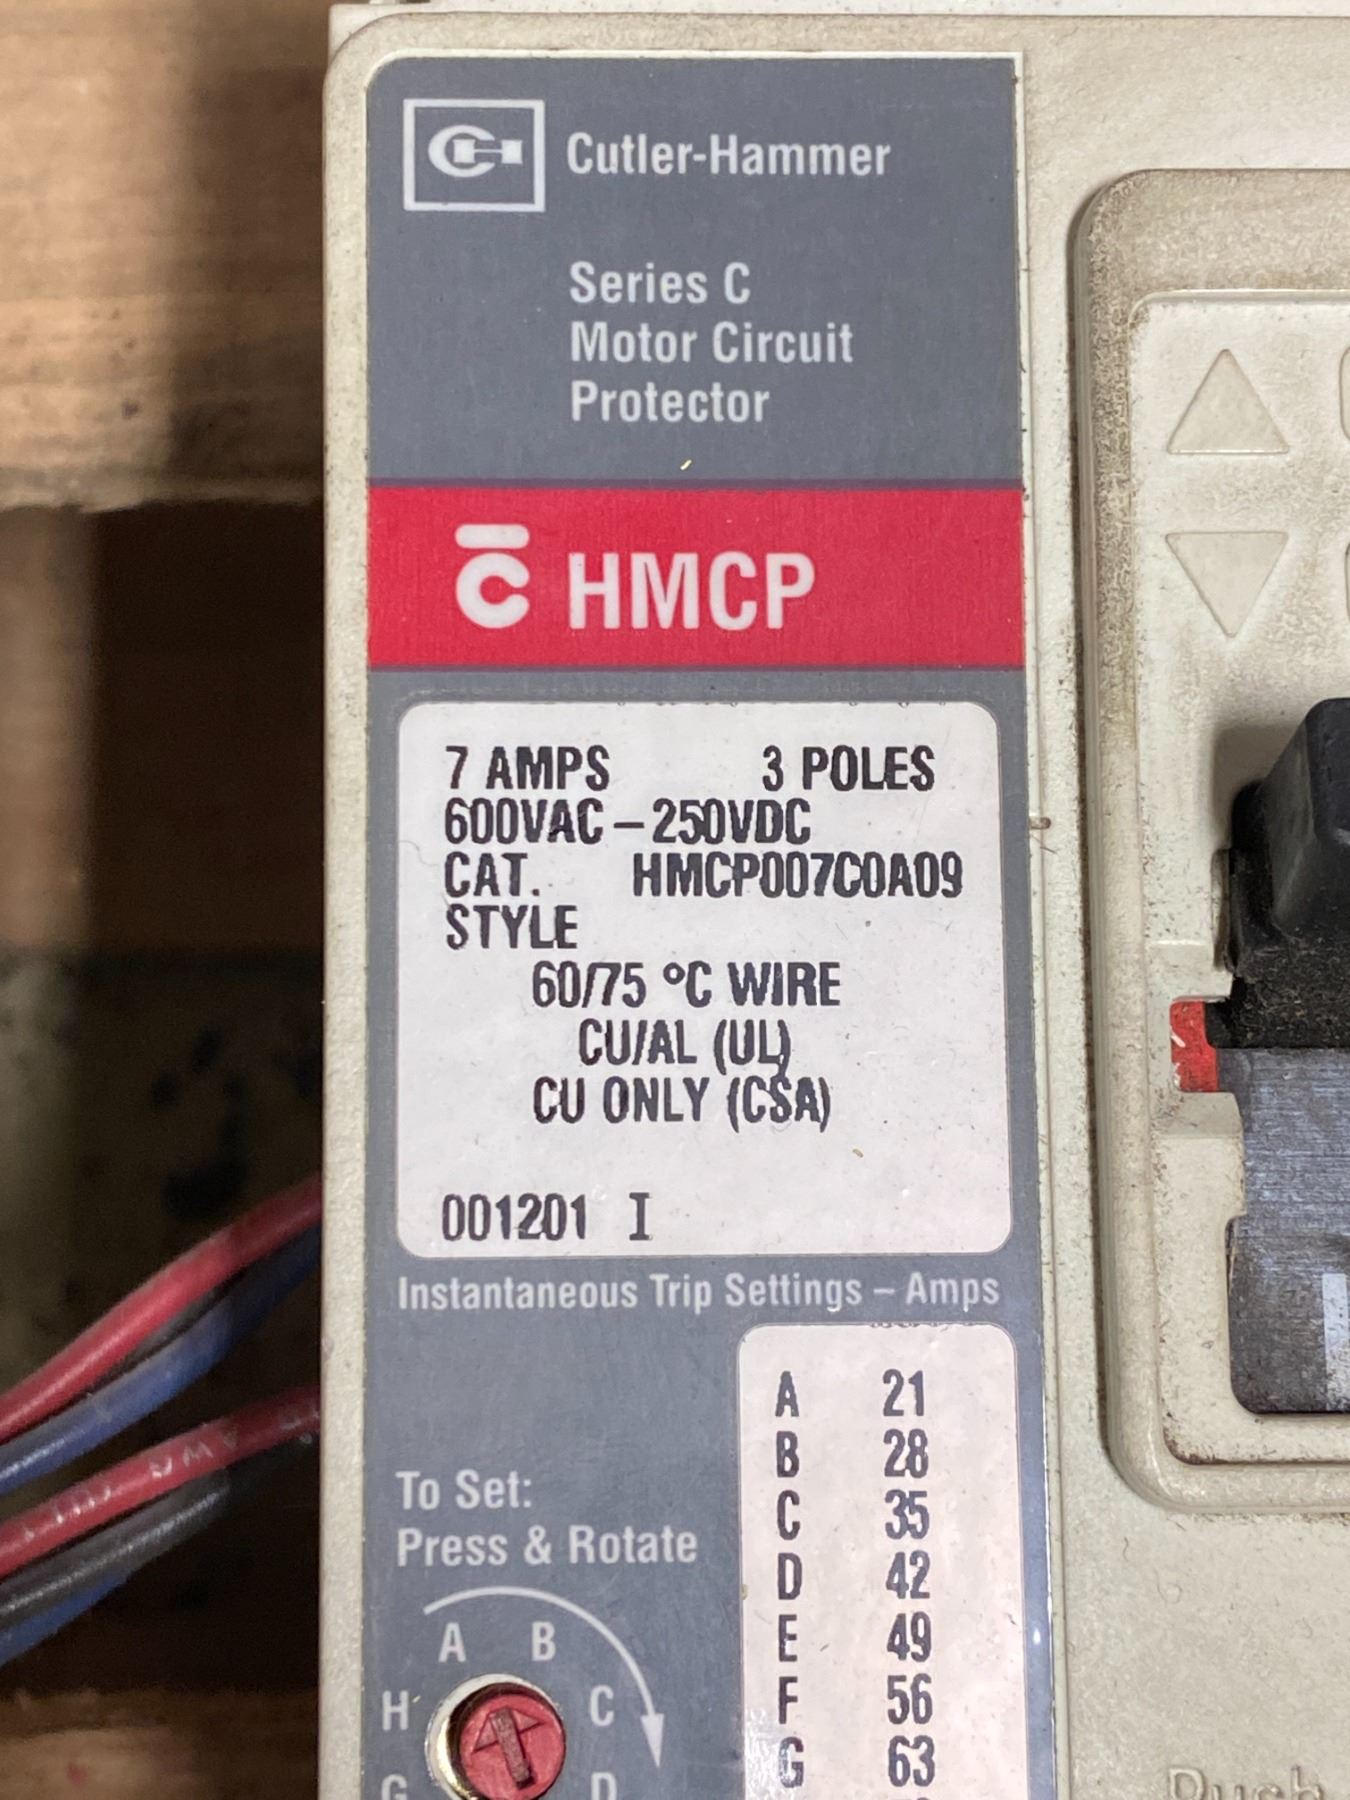 Cutler-Hammer
Series C
Motor Circuit
Protector
C HMCP
7 AMPS 3 POLES
600VAC – 250VDC
CAT. HMCP007C0A09
STYLE
60/75 °C WIRE
CU/AL (UL)
CU ONLY (CSA)
001201 I
Instantaneous Trip Settings – Amps
A 21
B 28
C 35
D 42
E 49
F 56
G 63
To Set:
Press & Rotate
A B
H C
G D
Push